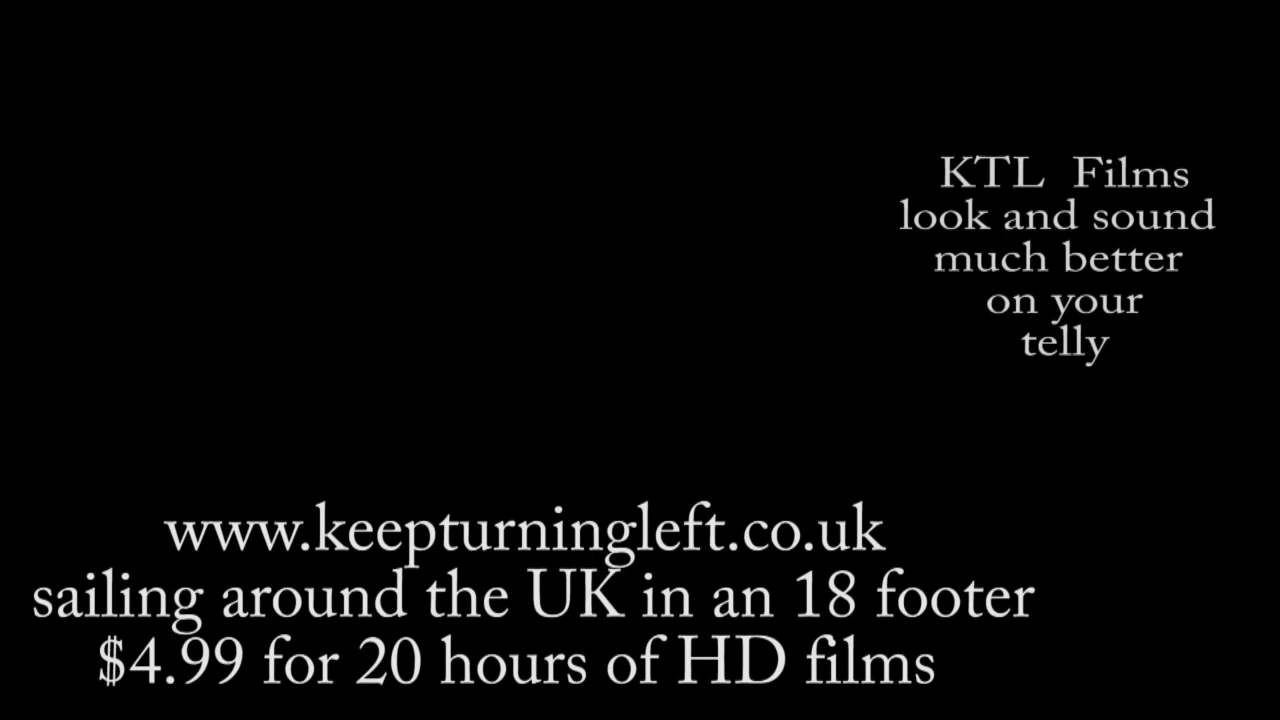 KTL Films
look and sound
much better
on your
telly
www.keepturningleft.co.uk
sailing around the UK in an 18 footer
$4.99 for 20 hours of HD films